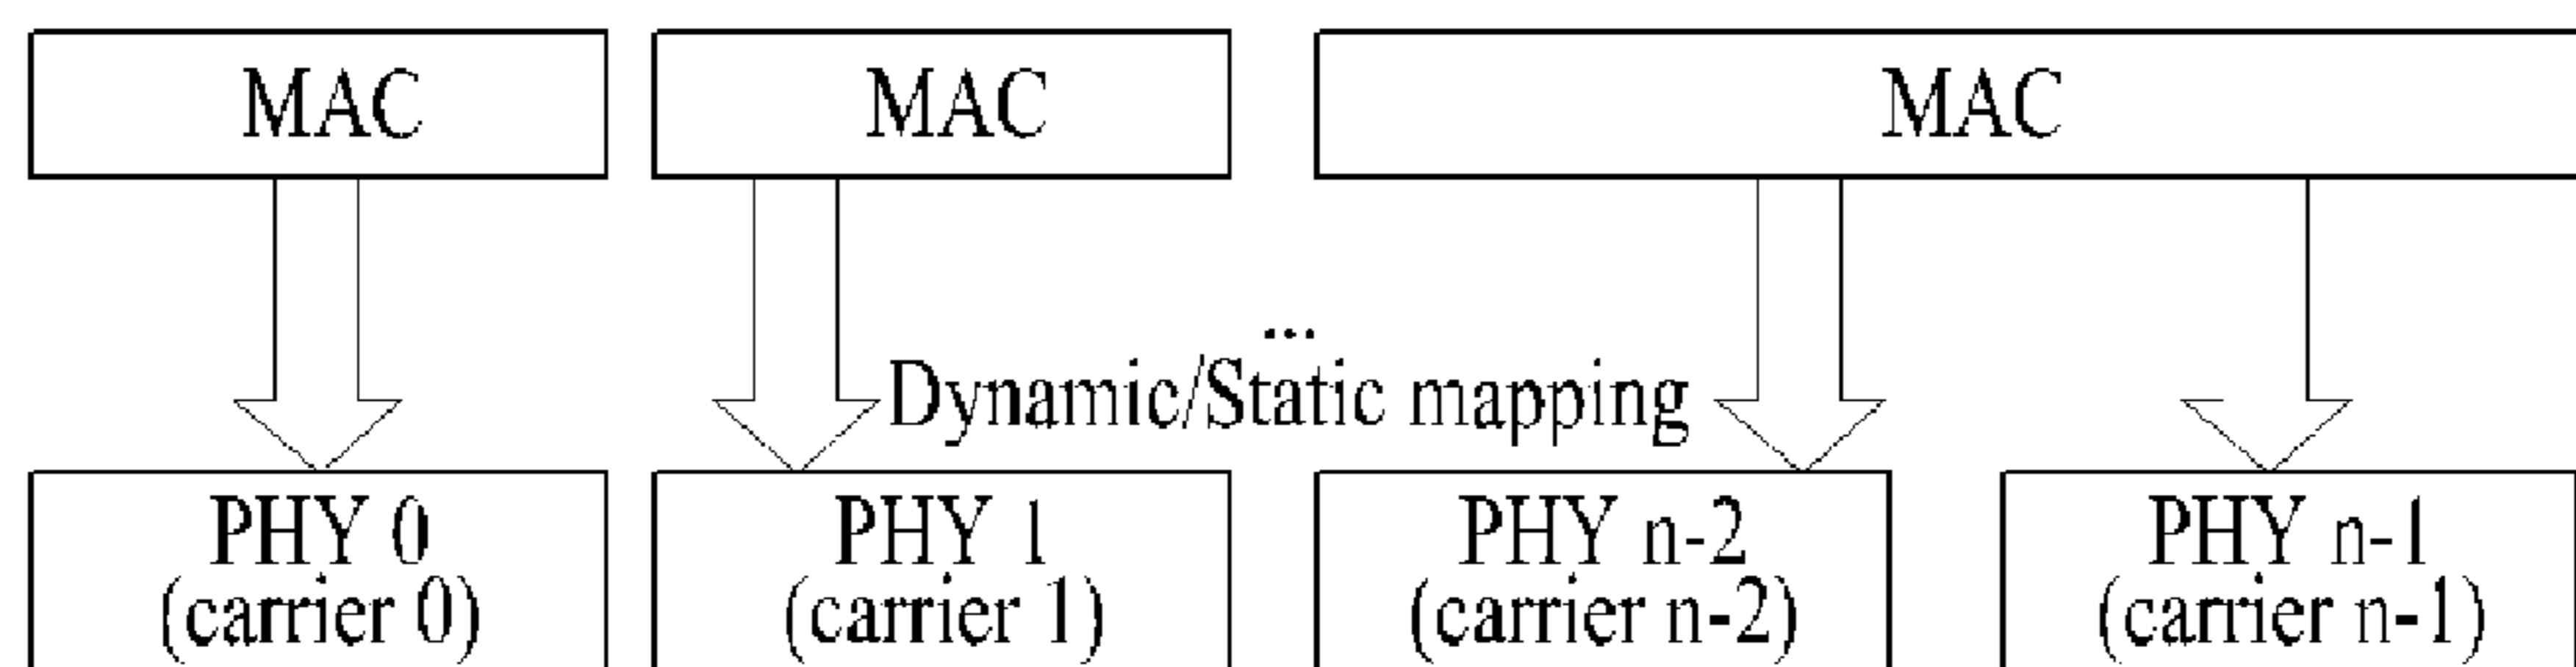 MAC
MAC
MAC
...
Dynamic/Static mapping
PHY 0
(carrier 0)
PHY 1
(carrier 1)
PHY n-2
(carrier n-2)
PHY n-1
(carrier n-1)